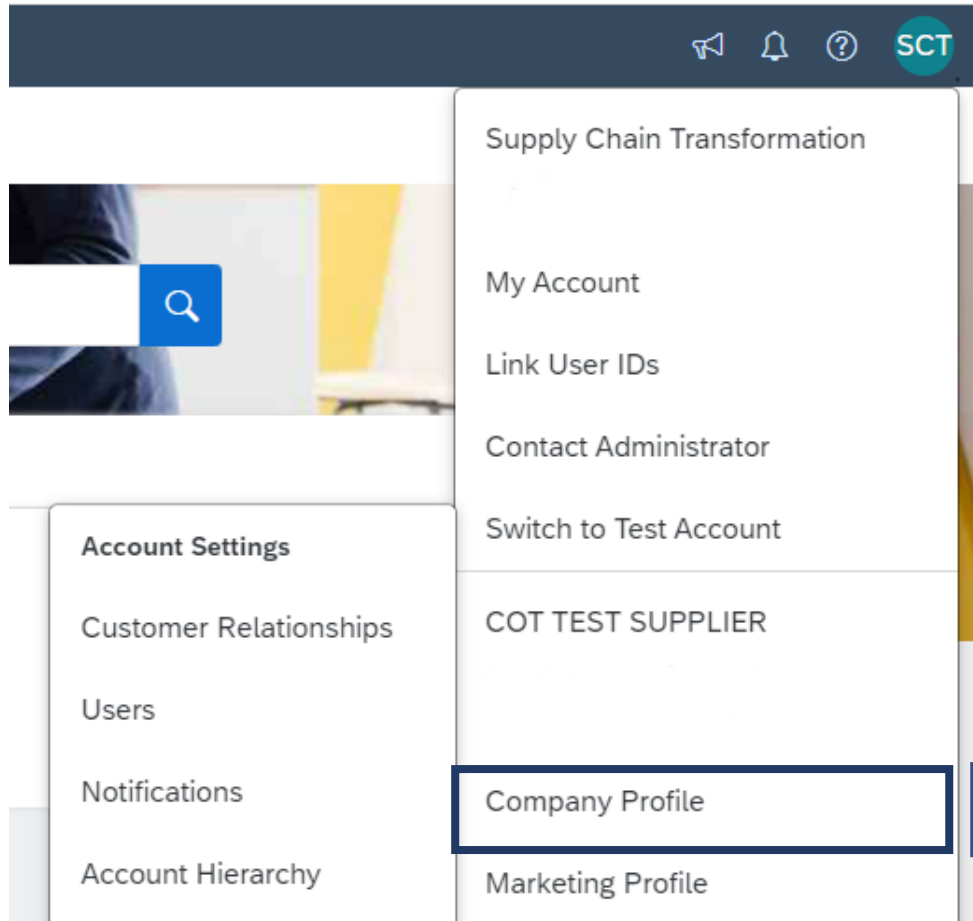 SCT
Supply Chain Transformation
My Account
Link User IDs
Contact Administrator
Switch to Test Account
COT TEST SUPPLIER
Company Profile
Marketing Profile
Account Settings
Customer Relationships
Users
Notifications
Account Hierarchy